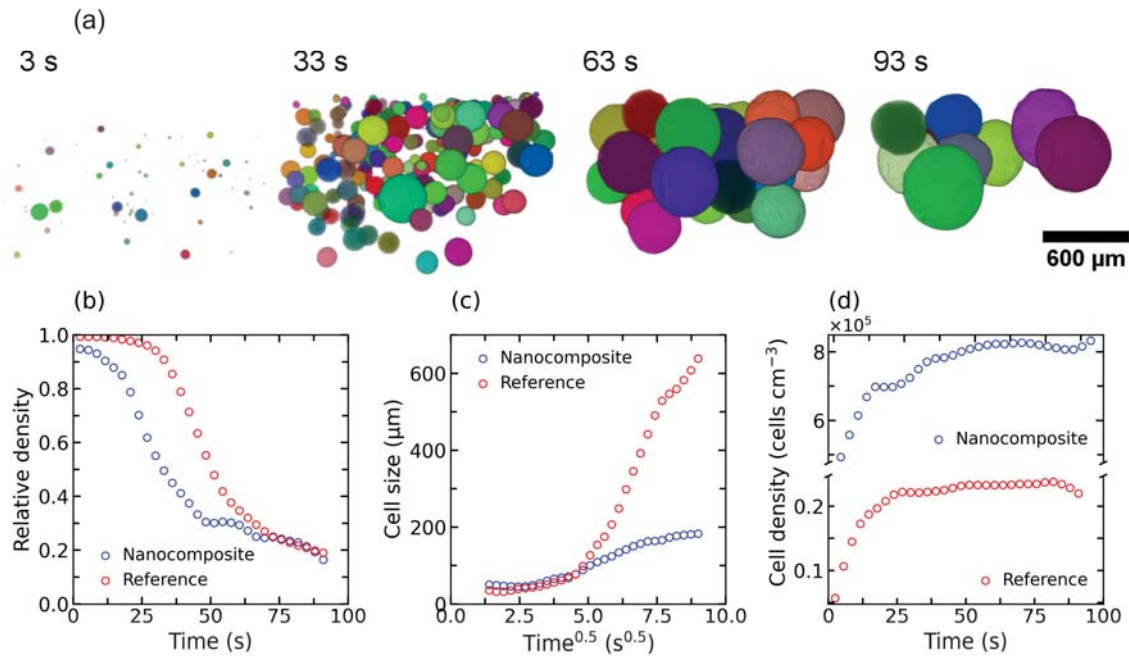 (a)
3 s
33 s
63 s
93 s
600 µm
(b)
1.0
0.8
0.6
0.4
0.2
0.0
0
25
50
75
100
Relative density
Time (s)
Nanocomposite
Reference
(c)
600
400
200
0
0.0
2.5
5.0
7.5
10.0
Cell size (µm)
Time^0.5 (s^0.5)
Nanocomposite
Reference
(d)
×10^5
8
6
0.2
0.1
0
25
50
75
100
Cell density (cells cm^−3)
Time (s)
Nanocomposite
Reference